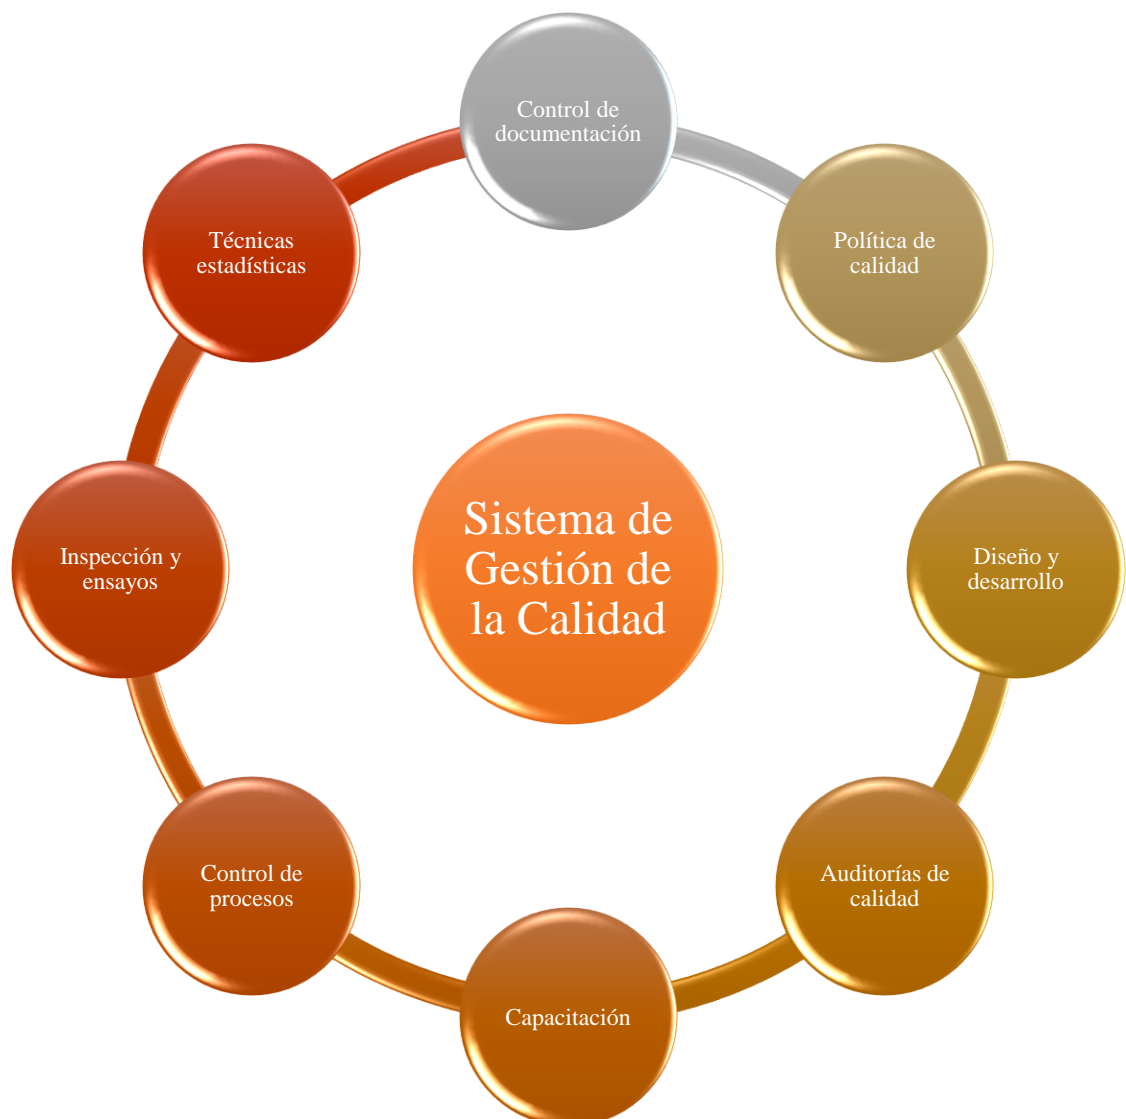 Control de
documentación
Política de
calidad
Diseño y
desarrollo
Auditorías de
calidad
Capacitación
Control de
procesos
Inspección y
ensayos
Técnicas
estadísticas
Sistema de
Gestión de
la Calidad